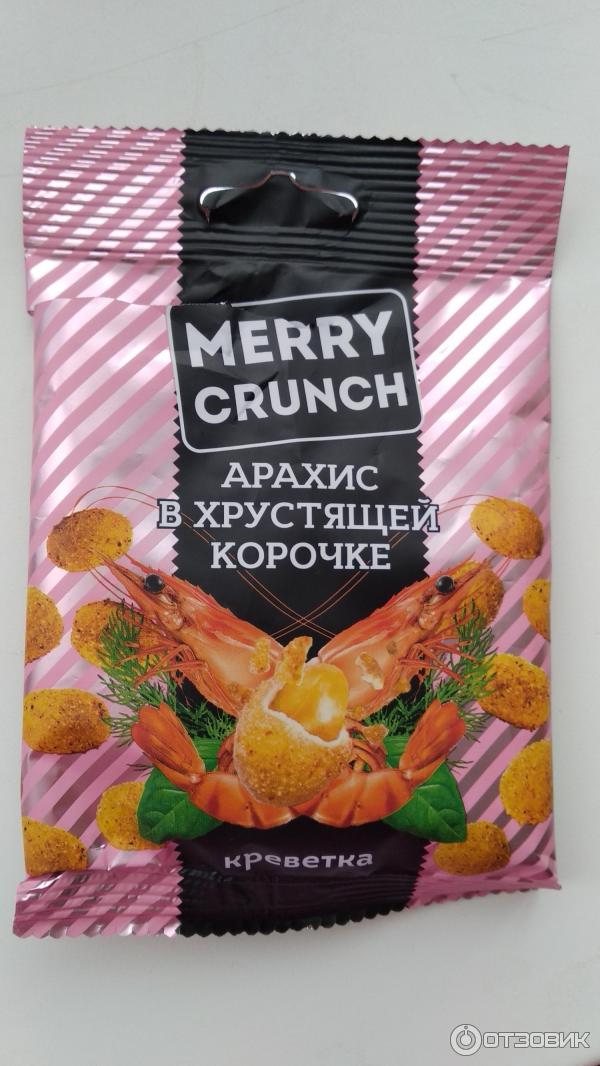 MERRY
CRUNCH
АРАХИС
В ХРУСТЯЩЕЙ
КОРОЧКЕ
креветка
ОТЗОВИК